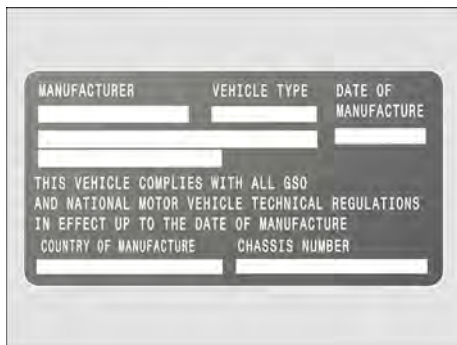 MANUFACTURER VEHICLE TYPE DATE OF
MANUFACTURE
THIS VEHICLE COMPLIES WITH ALL GSO
AND NATIONAL MOTOR VEHICLE TECHNICAL REGULATIONS
IN EFFECT UP TO THE DATE OF MANUFACTURE
COUNTRY OF MANUFACTURE CHASSIS NUMBER